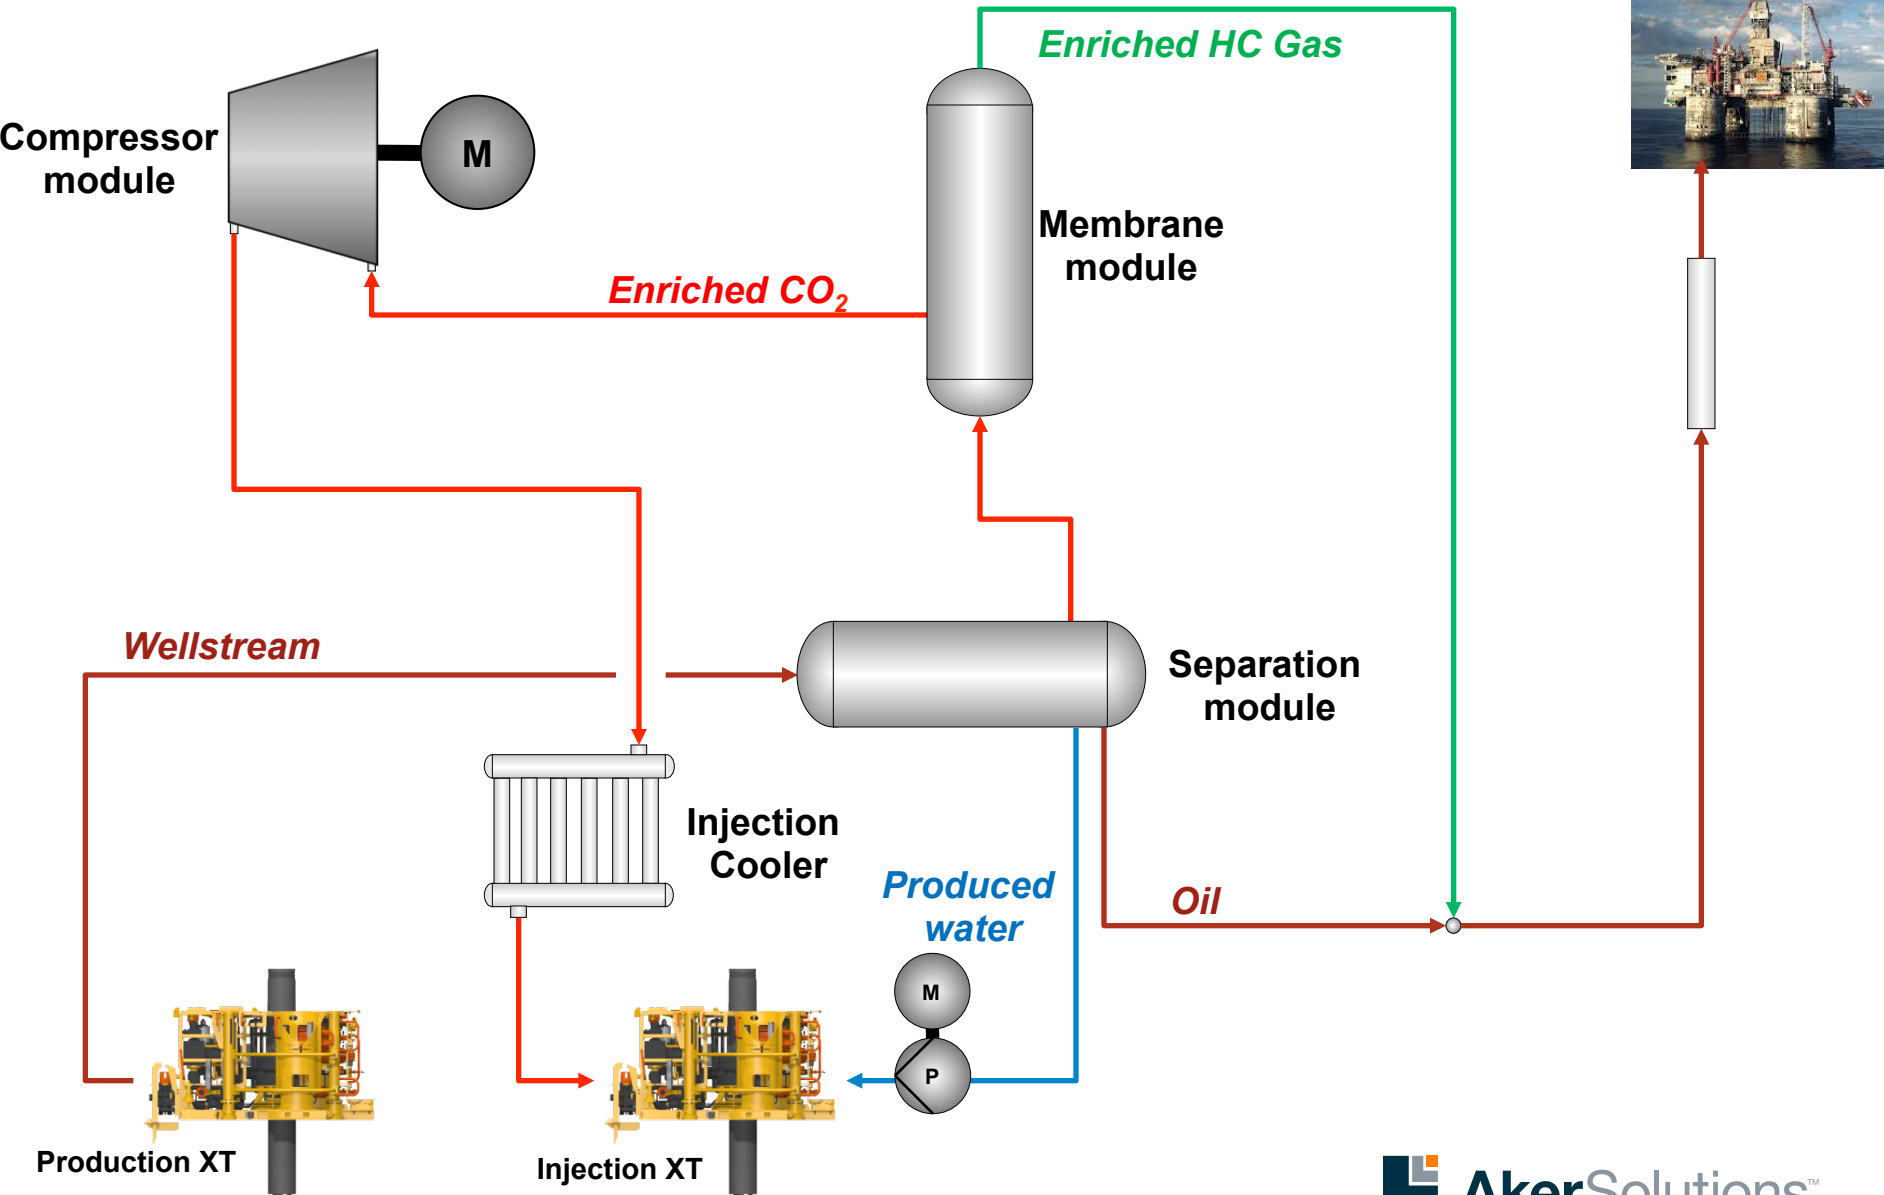 Enriched HC Gas
Compressor
module
M
Membrane
module
Enriched CO₂
Wellstream
Separation
module
Injection
Cooler
Produced
water
Oil
M
P
Production XT
Injection XT
AkerSolutions™